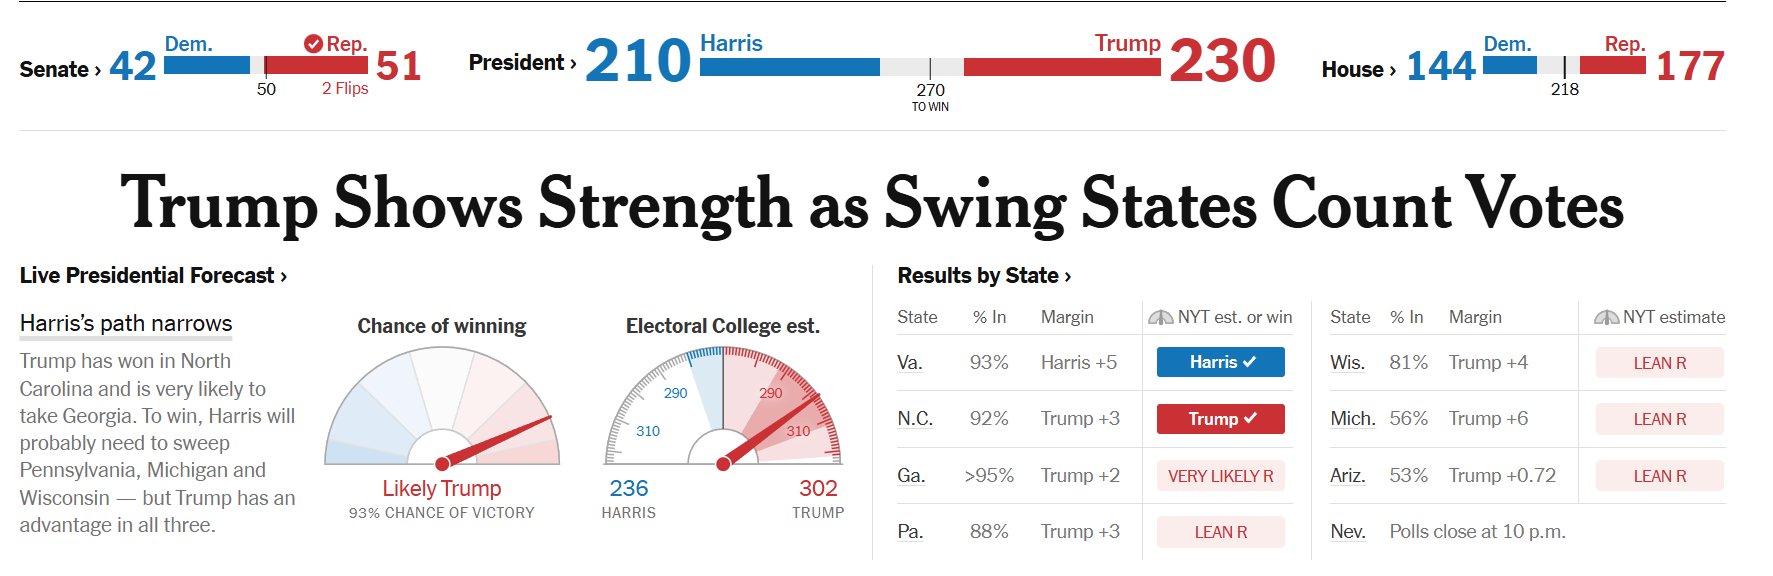 Senate ›
42
Dem.
Rep.
51
50
2 Flips
President ›
210
Harris
Trump
230
270
TO WIN
House ›
144
Dem.
Rep.
177
218
Trump Shows Strength as Swing States Count Votes
Live Presidential Forecast ›
Harris’s path narrows
Trump has won in North
Carolina and is very likely to
take Georgia. To win, Harris will
probably need to sweep
Pennsylvania, Michigan and
Wisconsin — but Trump has an
advantage in all three.
Chance of winning
Likely Trump
93% CHANCE OF VICTORY
Electoral College est.
290
290
310
310
236
302
HARRIS
TRUMP
Results by State ›
State % In Margin NYT est. or win
Va. 93% Harris +5 Harris ✓
N.C. 92% Trump +3 Trump ✓
Ga. >95% Trump +2 VERY LIKELY R
Pa. 88% Trump +3 LEAN R
State % In Margin NYT estimate
Wis. 81% Trump +4 LEAN R
Mich. 56% Trump +6 LEAN R
Ariz. 53% Trump +0.72 LEAN R
Nev. Polls close at 10 p.m.